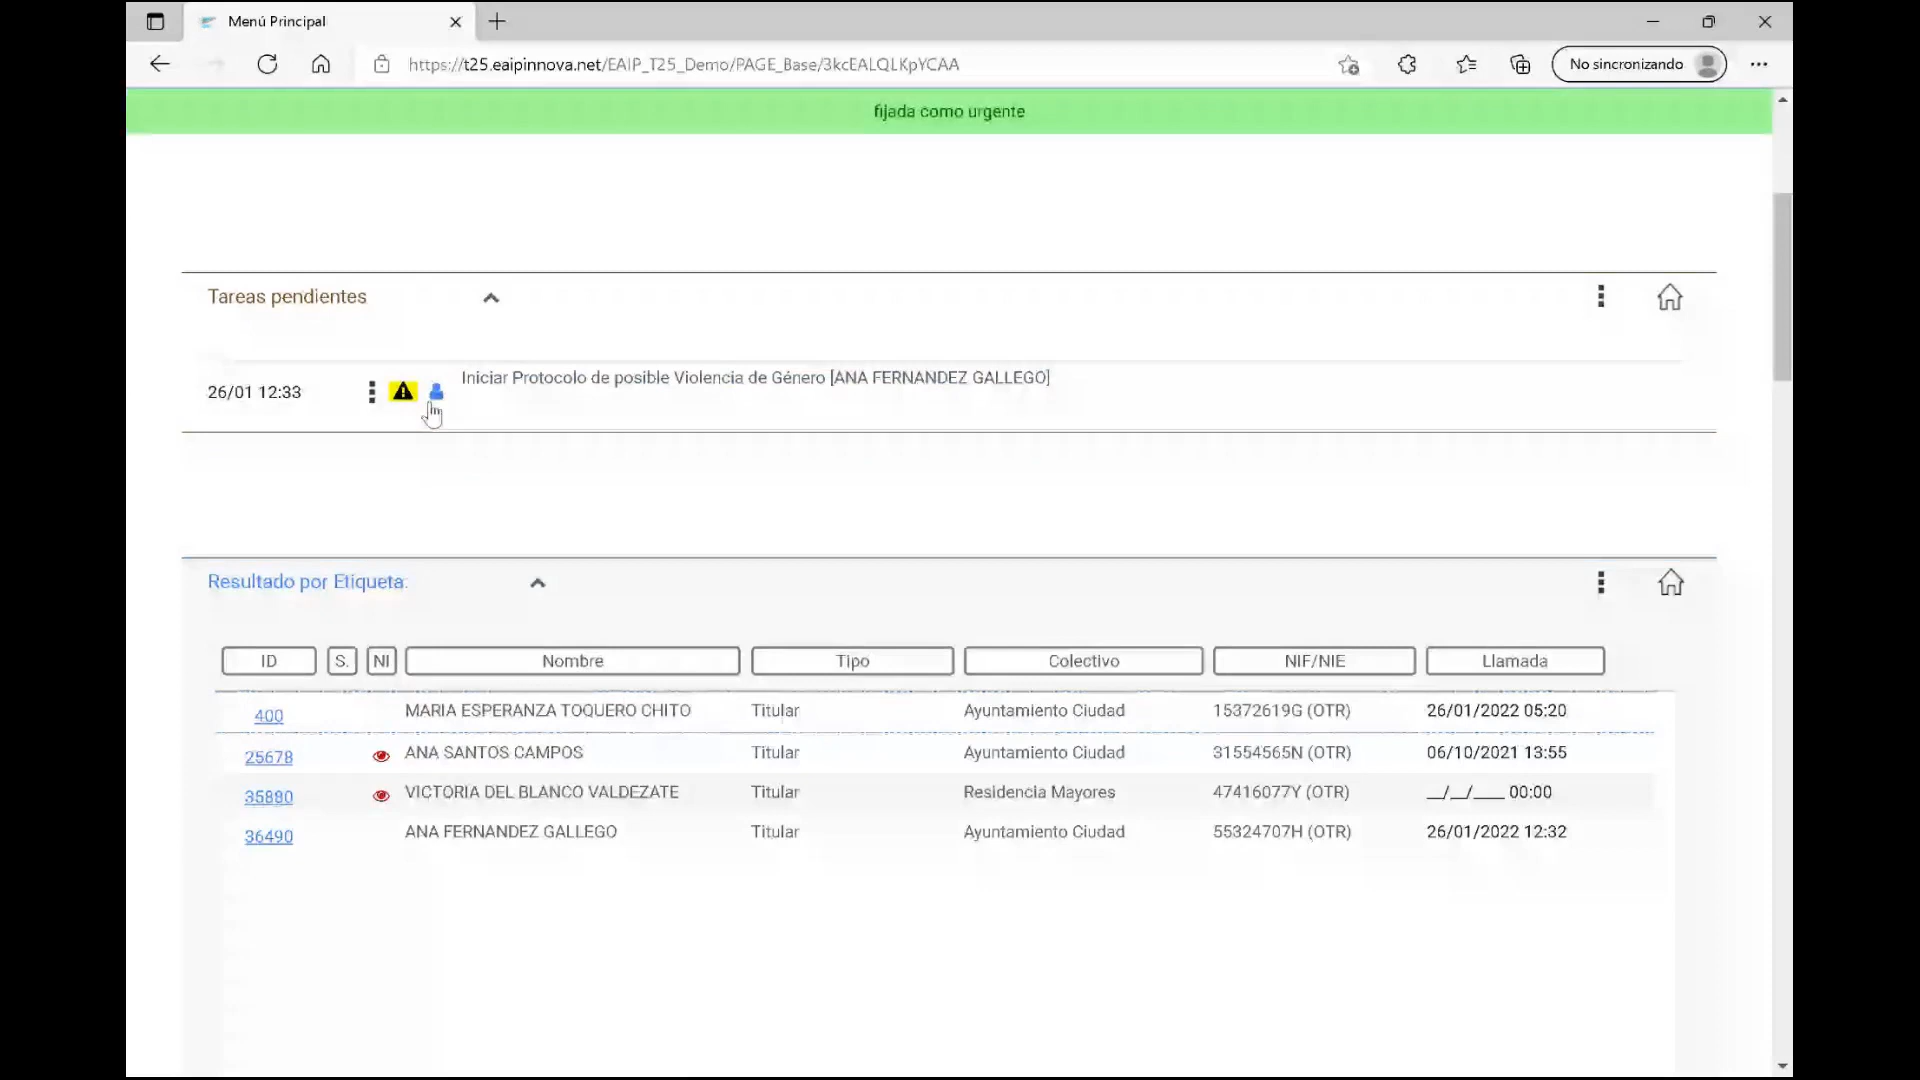 Menú Principal
https://t25.eaipinnova.net/EAIP_T25_Demo/PAGE_Base/3kcEALQLKpYCAA
No sincronizando
fijada como urgente
Tareas pendientes
26/01 12:33
Iniciar Protocolo de posible Violencia de Género [ANA FERNANDEZ GALLEGO]
Resultado por Etiqueta:
ID S. NI Nombre Tipo Colectivo NIF/NIE Llamada
400 MARIA ESPERANZA TOQUERO CHITO Titular Ayuntamiento Ciudad 15372619G (OTR) 26/01/2022 05:20
25678 ANA SANTOS CAMPOS Titular Ayuntamiento Ciudad 31554565N (OTR) 06/10/2021 13:55
35880 VICTORIA DEL BLANCO VALDEZATE Titular Residencia Mayores 47416077Y (OTR) __/__/____ 00:00
36490 ANA FERNANDEZ GALLEGO Titular Ayuntamiento Ciudad 55324707H (OTR) 26/01/2022 12:32